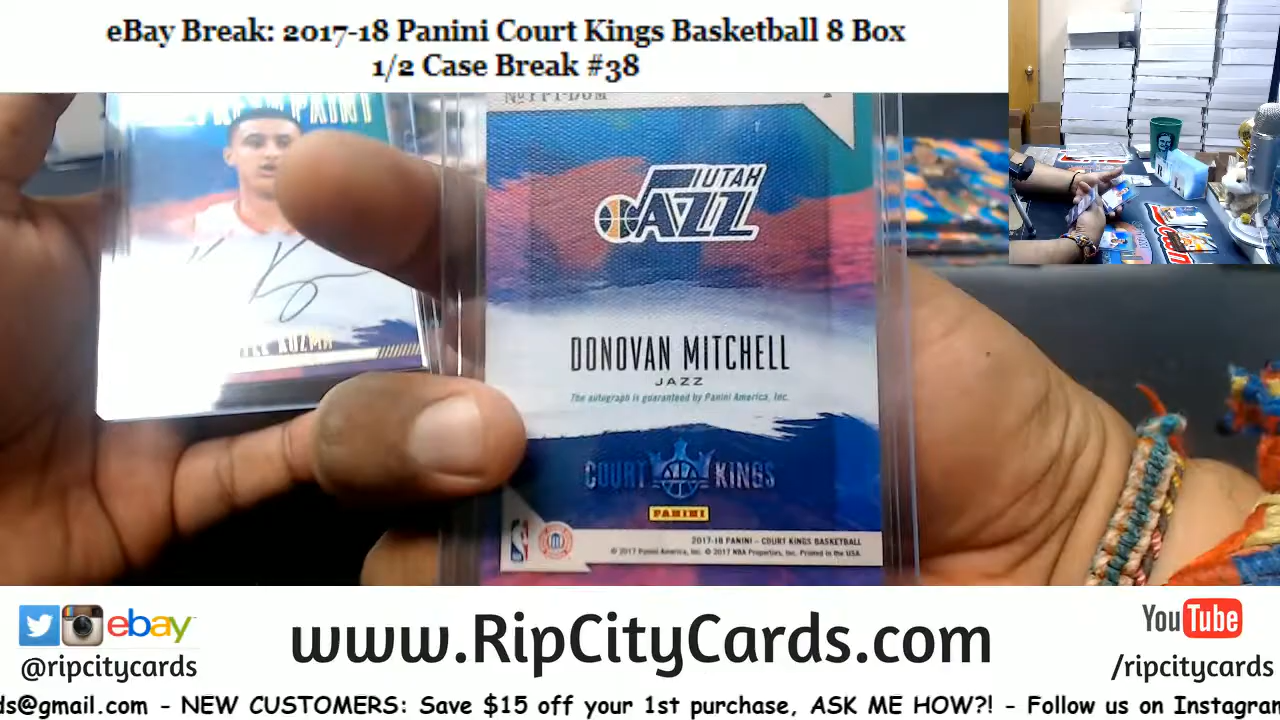 eBay Break: 2017-18 Panini Court Kings Basketball 8 Box
1/2 Case Break #38
PAINT
KUZMA
UTAH
JAZZ
DONOVAN MITCHELL
JAZZ
The autograph is guaranteed by Panini America, Inc.
COURT KINGS
PANINI
2017-18 PANINI – COURT KINGS BASKETBALL
© 2017 Panini America, Inc. © 2017 NBA Properties, Inc. Printed in the USA.
ebay
@ripcitycards
www.RipCityCards.com
YouTube
/ripcitycards
ds@gmail.com - NEW CUSTOMERS: Save $15 off your 1st purchase, ASK ME HOW?! - Follow us on Instagram